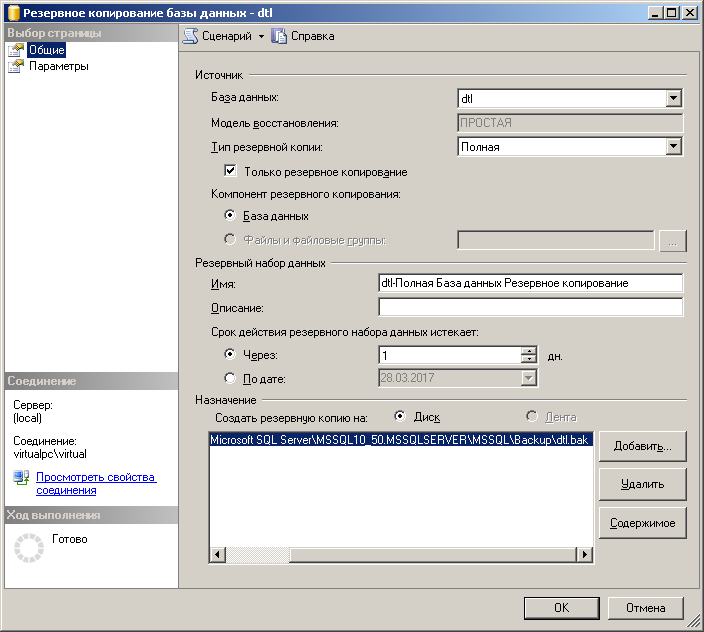 Резервное копирование базы данных - dtl
Выбор страницы
Общие
Параметры
Сценарий
Справка
Источник
База данных:
dtl
Модель восстановления:
ПРОСТАЯ
Тип резервной копии:
Полная
Только резервное копирование
Компонент резервного копирования:
База данных
Файлы и файловые группы:
...
Резервный набор данных
Имя:
dtl-Полная База данных Резервное копирование
Описание:
Срок действия резервного набора данных истекает:
Через:
1
дн.
По дате:
28.03.2017
Назначение
Создать резервную копию на:
Диск
Лента
Microsoft SQL Server\MSSQL10_50.MSSQLSERVER\MSSQL\Backup\dtl.bak
Добавить...
Удалить
Содержимое
Соединение
Сервер:
(local)
Соединение:
virtualpc\virtual
Просмотреть свойства
соединения
Ход выполнения
Готово
OK
Отмена